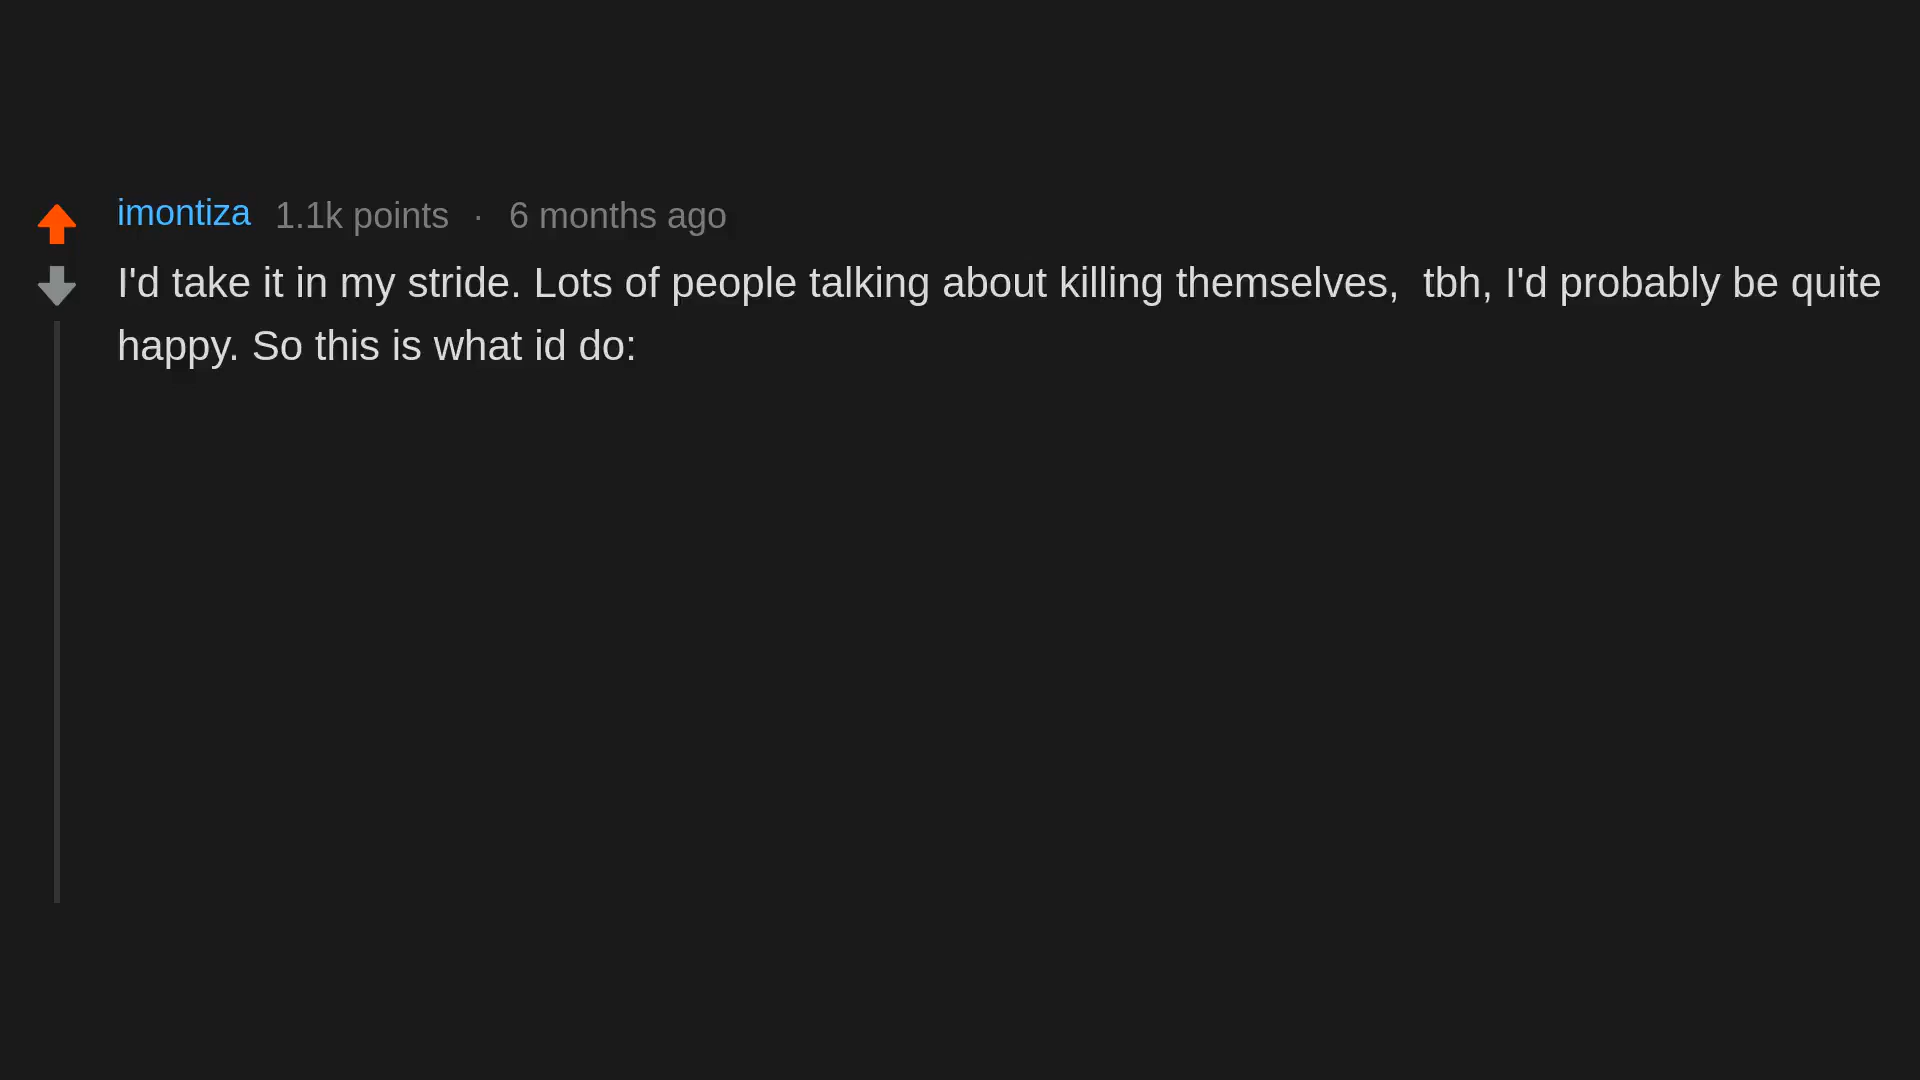 imontiza 1.1k points · 6 months ago
I'd take it in my stride. Lots of people talking about killing themselves,  tbh, I'd probably be quite
happy. So this is what id do: